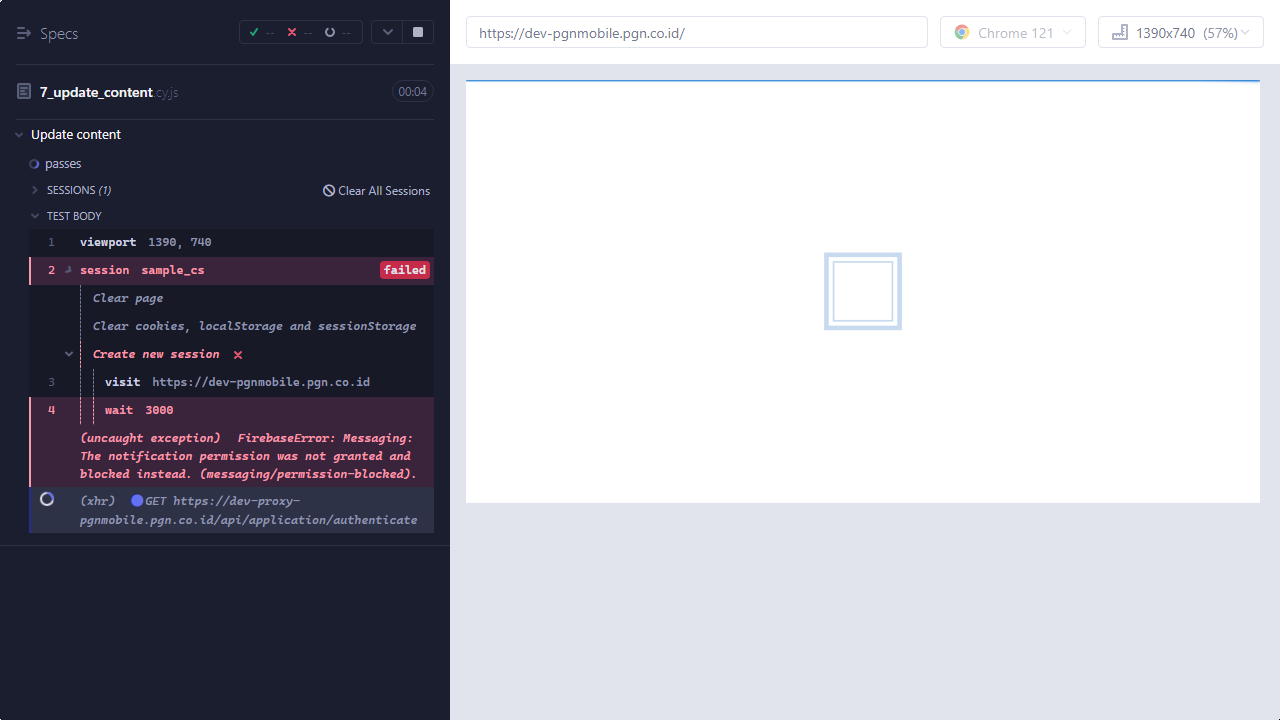 Specs
-- -- --
https://dev-pgnmobile.pgn.co.id/
Chrome 121
1390x740 (57%)
7_update_content.cy.js
00:04
Update content
passes
SESSIONS (1)
Clear All Sessions
TEST BODY
1 viewport 1390, 740
2 session sample_cs failed
Clear page
Clear cookies, localStorage and sessionStorage
Create new session
3 visit https://dev-pgnmobile.pgn.co.id
4 wait 3000
(uncaught exception) FirebaseError: Messaging:
The notification permission was not granted and
blocked instead. (messaging/permission-blocked).
(xhr) GET https://dev-proxy-
pgnmobile.pgn.co.id/api/application/authenticate